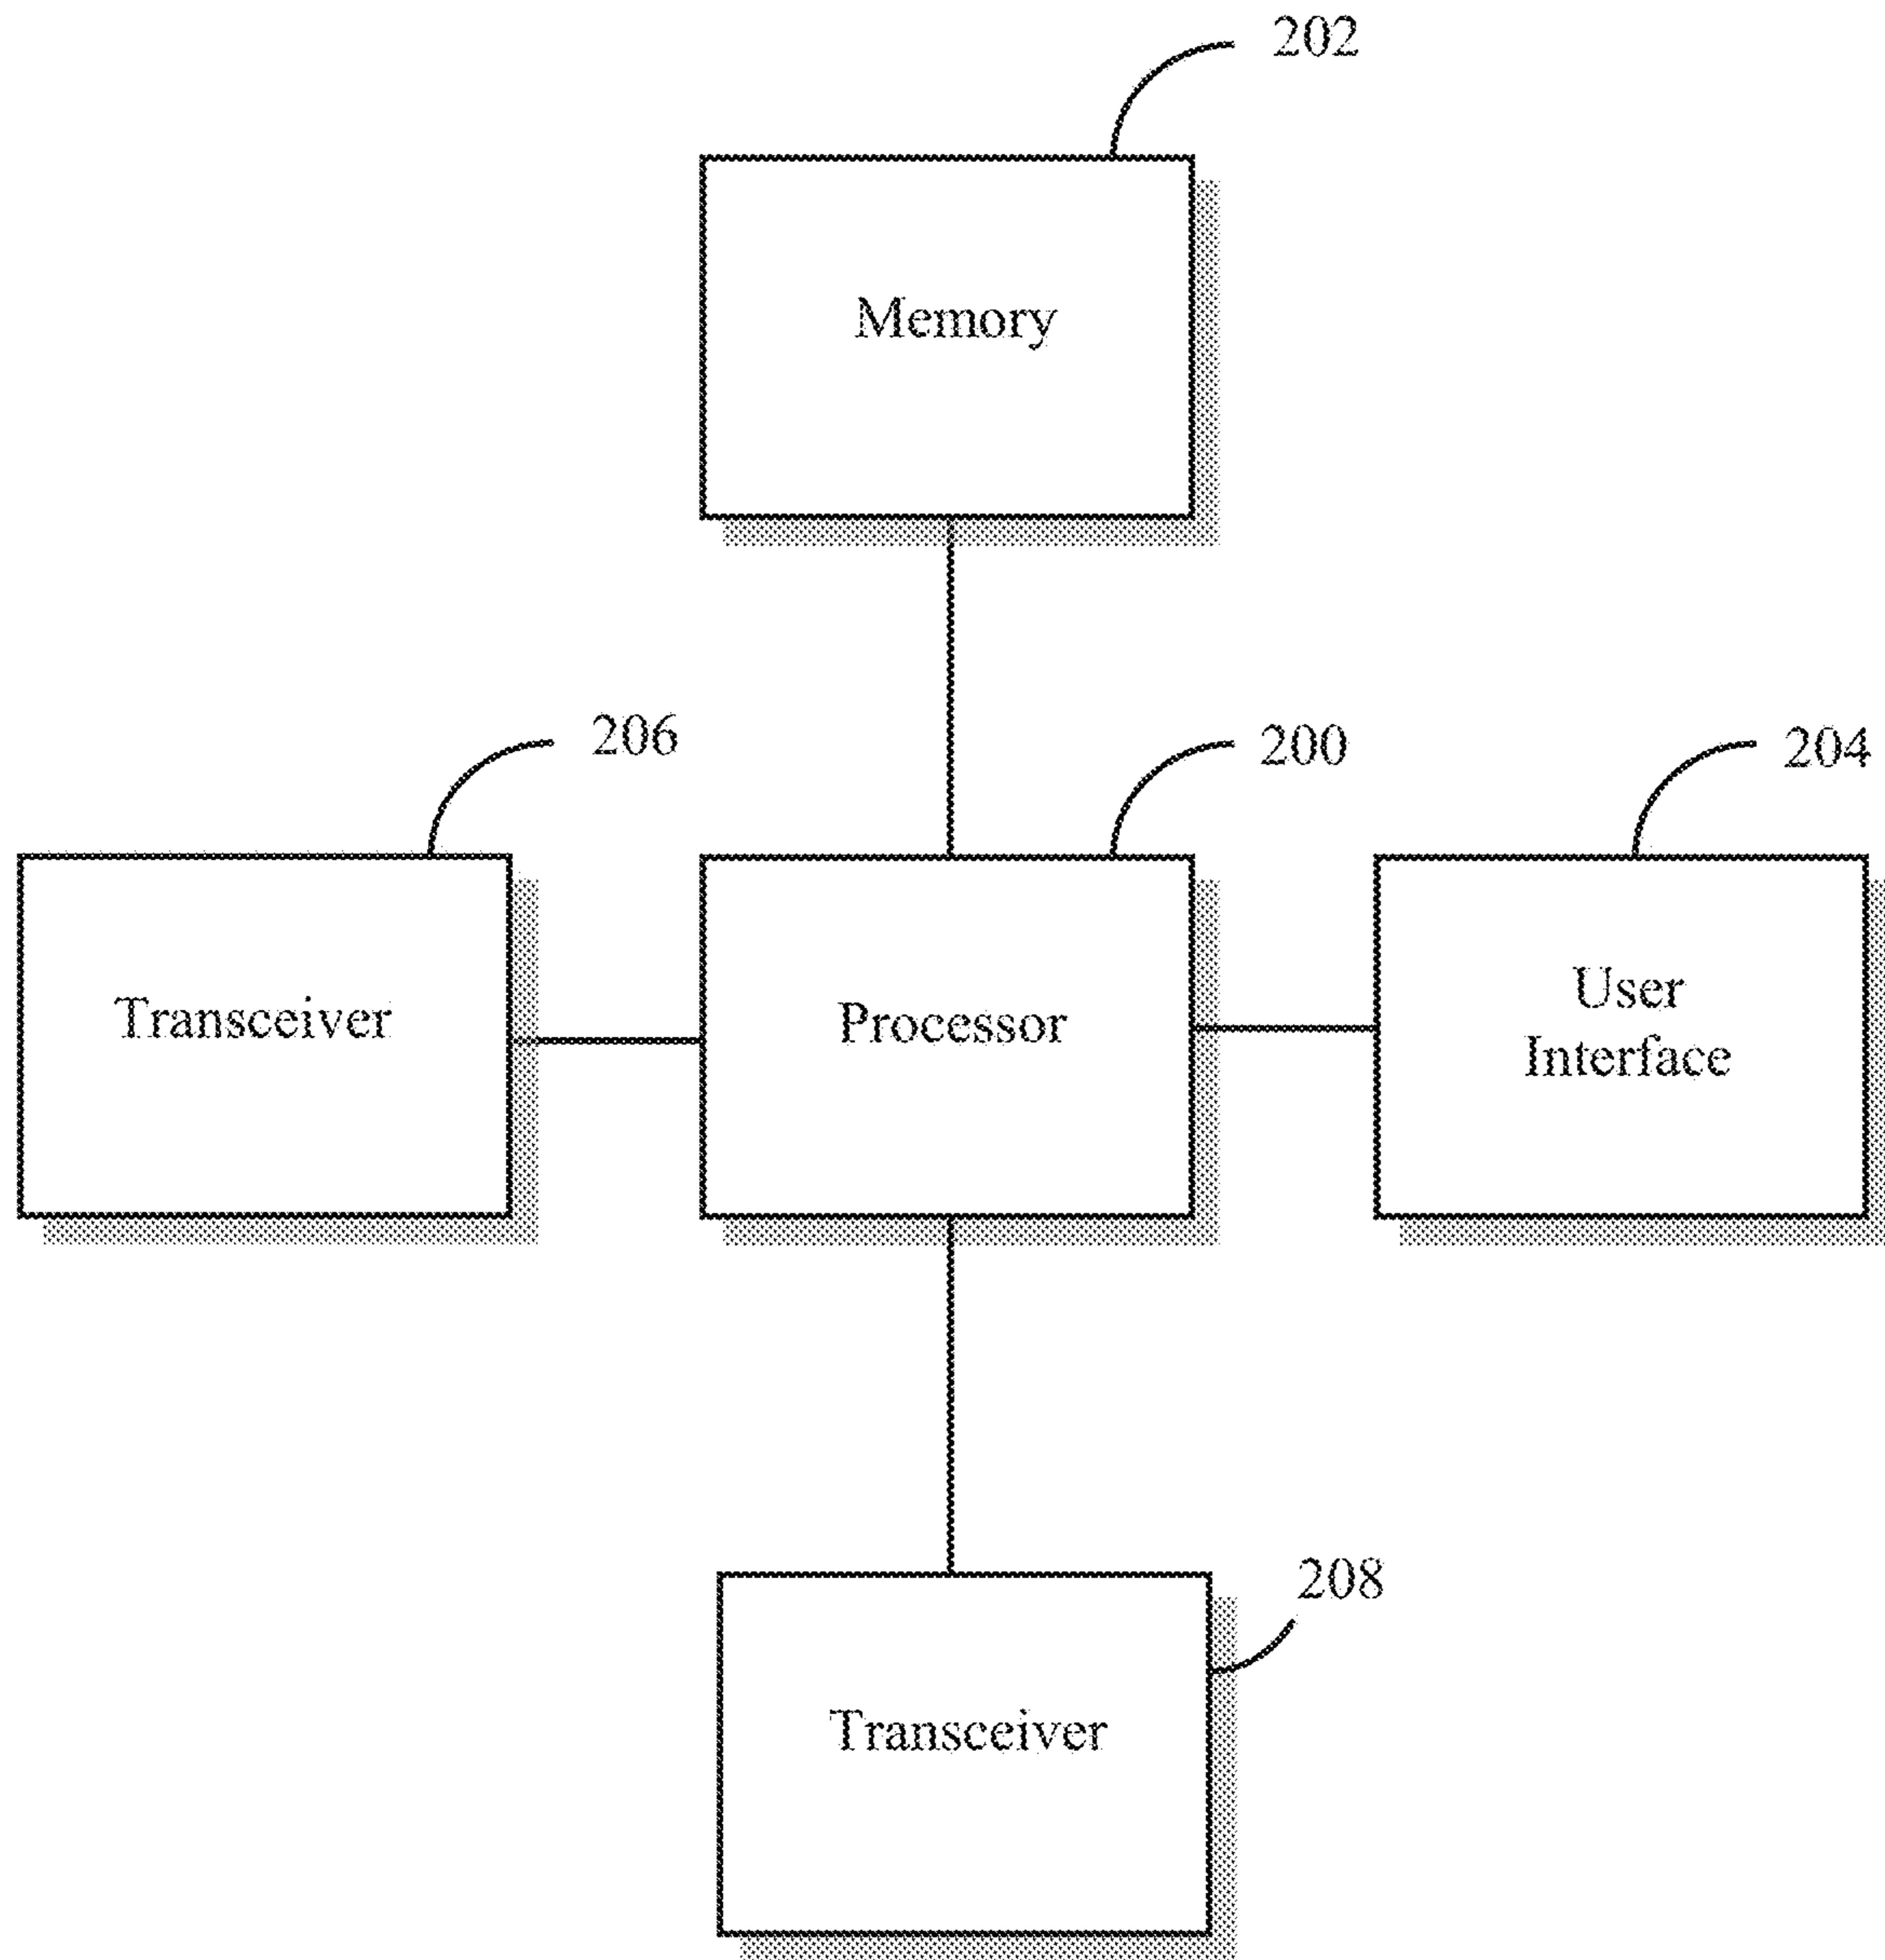 202
Memory
206
200
204
Transceiver
Processor
User
Interface
208
Transceiver